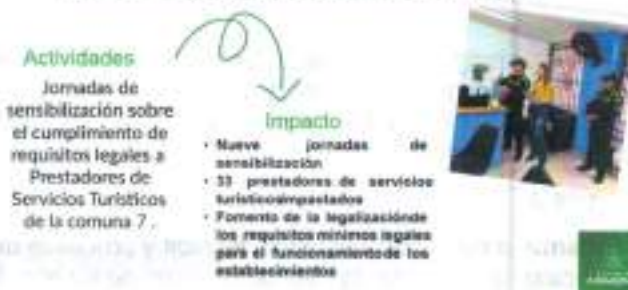 Actividades
Jornadas de
sensibilización sobre
el cumplimiento de
requisitos legales a
Prestadores de
Servicios Turísticos
de la comuna 7 .
Impacto
• Nueve jornadas de
sensibilización
• 33 prestadores de servicios
turísticoimpactados
• Fomento de la legalizaciónde
los requisitos mínimos legales
para el funcionamientode los
establecimientos